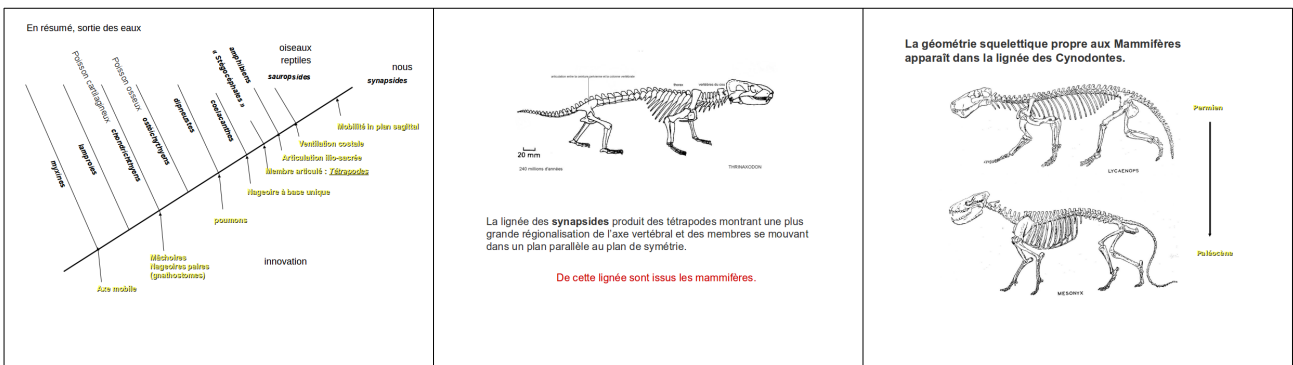 En résumé, sortie des eaux
oiseaux
reptiles
nous
sauropsides
synapsides
amphibiens
« Stégocéphales »
Poisson osseux
Poisson cartilagineux
coelacanthes
dipneustes
ostéichthyens
chondrichthyens
lamproies
myxines
Mobilité in plan sagittal
Ventilation costale
Articulation ilio-sacrée
Membre articulé : Tétrapodes
Nageoire à base unique
poumons
Mâchoires
Nageoires paires
(gnathostomes)
innovation
Axe mobile
thorax
20 mm
240 millions d'années
THRINAXODON
La lignée des synapsides produit des tétrapodes montrant une plus
grande régionalisation de l'axe vertébral et des membres se mouvant
dans un plan parallèle au plan de symétrie.
De cette lignée sont issus les mammifères.
La géométrie squelettique propre aux Mammifères
apparaît dans la lignée des Cynodontes.
Permien
LYCAENOPS
Paléocène
MESONYX